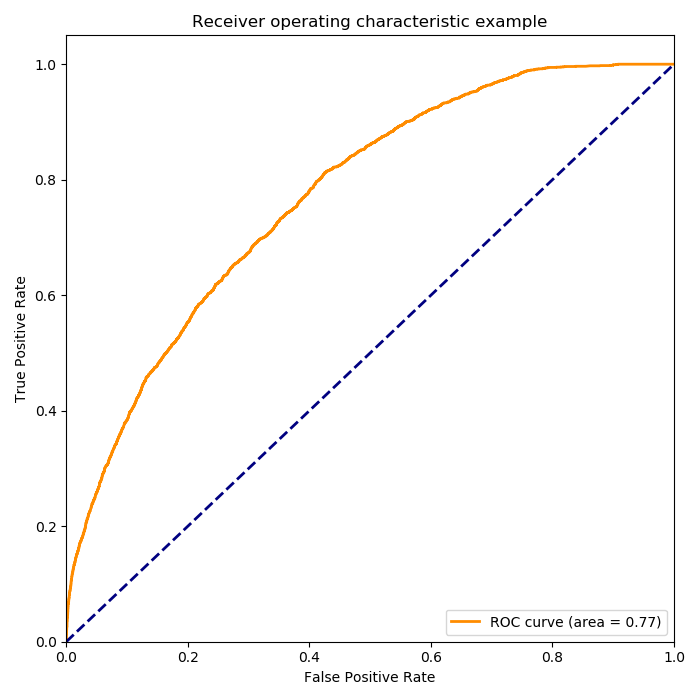 Receiver operating characteristic example
True Positive Rate
1.0
0.8
0.6
0.4
0.2
0.0
ROC curve (area = 0.77)
0.0 0.2 0.4 0.6 0.8 1.0
False Positive Rate